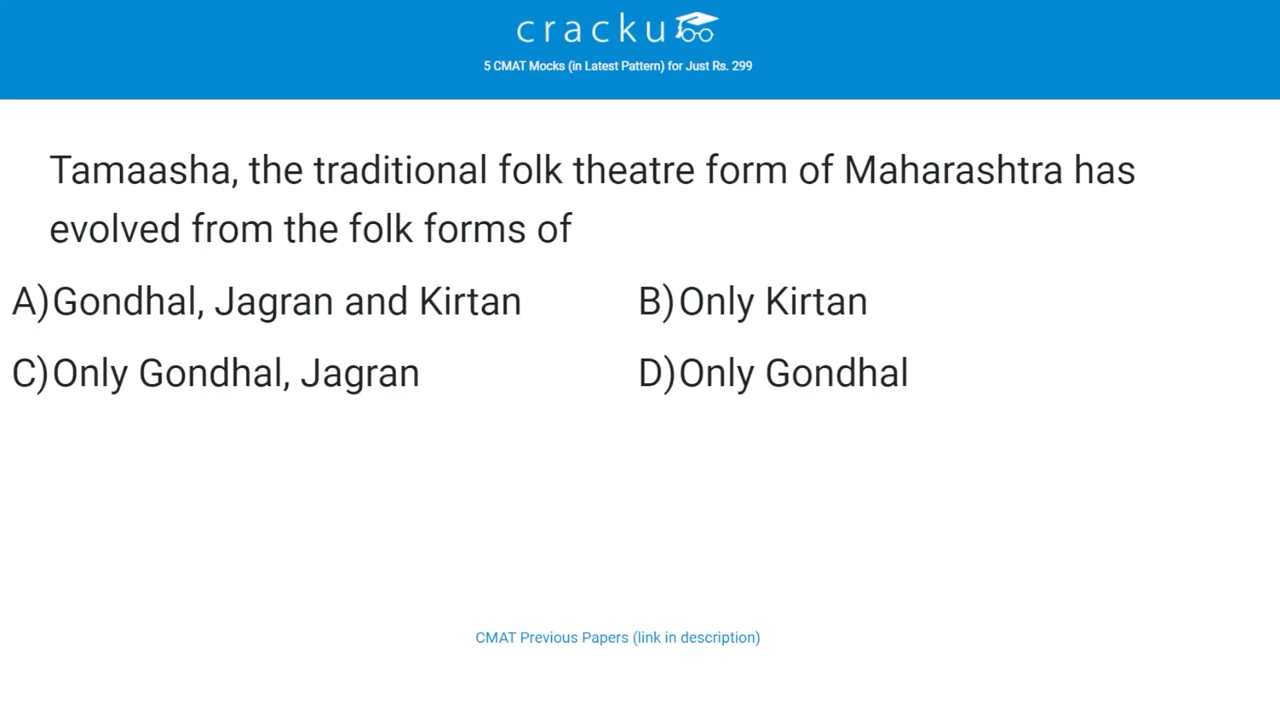 cracku
5 CMAT Mocks (in Latest Pattern) for Just Rs. 299
Tamaasha, the traditional folk theatre form of Maharashtra has
evolved from the folk forms of
A)Gondhal, Jagran and Kirtan
B)Only Kirtan
C)Only Gondhal, Jagran
D)Only Gondhal
CMAT Previous Papers (link in description)